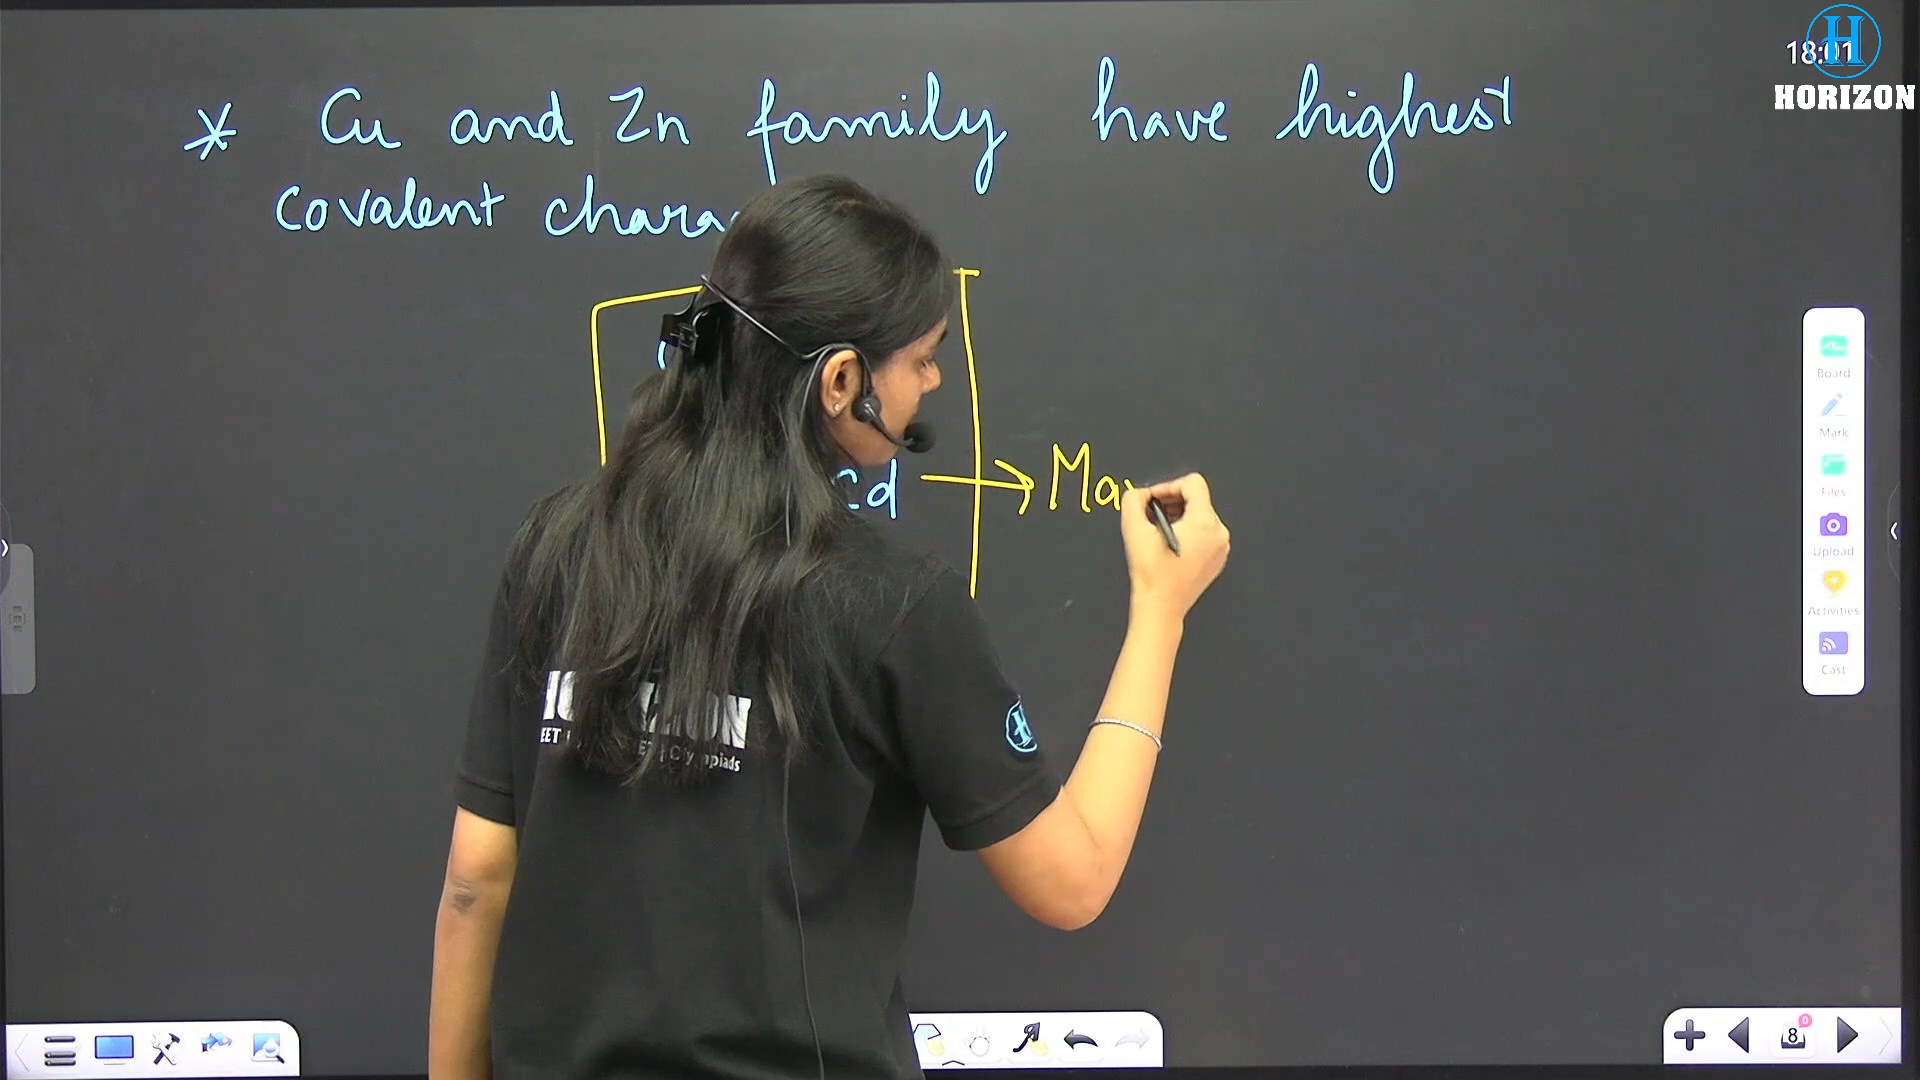 18:01
HORIZON
* Cu and Zn family have highest
covalent
Cd → Ma
Board
Mark
Files
Upload
Activities
Cast
8
0